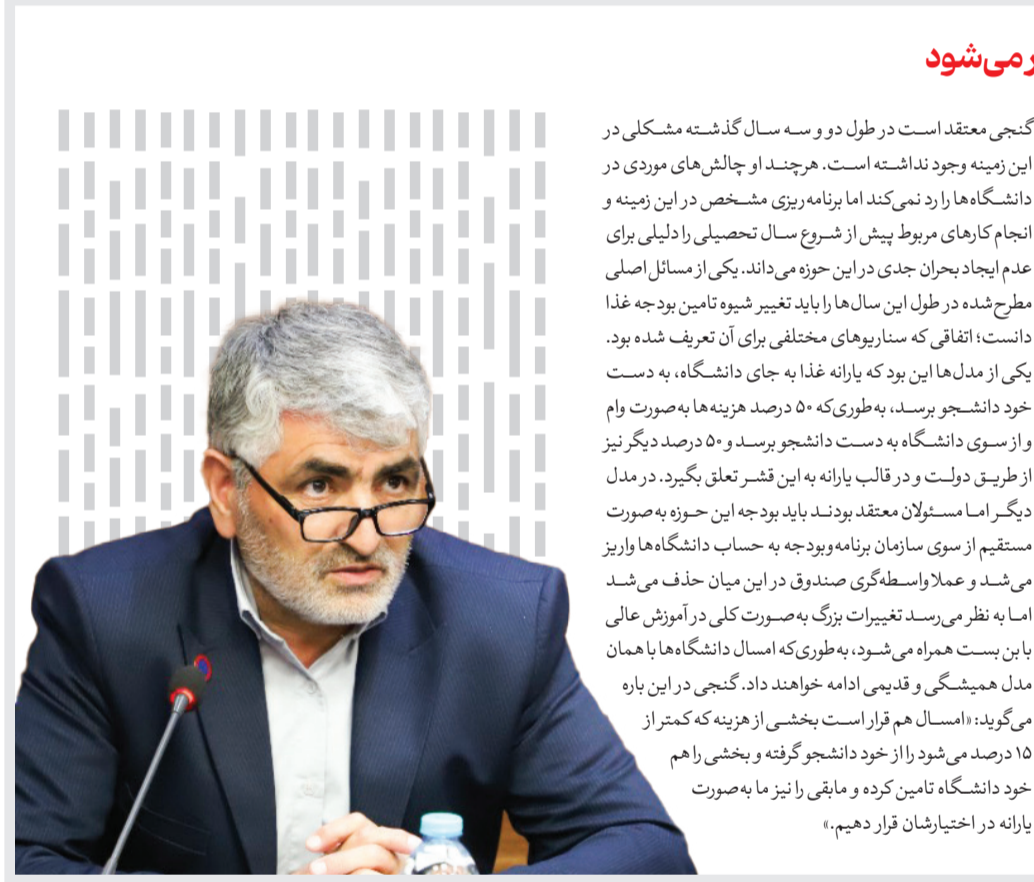 می‌شود
گنجی معتقد است در طول دو و سه سال گذشته مشکلی در
این زمینه وجود نداشته است. هرچند او چالش‌های موردی در
دانشگاه‌ها را رد نمی‌کند اما برنامه‌ریزی مشخص در این زمینه و
انجام کارهای مربوط پیش از شروع سال تحصیلی را دلیلی برای
عدم ایجاد بحران جدی در این حوزه می‌داند. یکی از مسائل اصلی
مطرح‌شده در طول این سال‌ها را باید تغییر شیوه تامین بودجه غذا
دانست؛ اتفاقی که سناریوهای مختلفی برای آن تعریف شده بود.
یکی از مدل‌ها این بود که یارانه غذا به جای دانشگاه، به دست
خود دانشجو برسد، به‌طوری‌که ۵۰ درصد هزینه‌ها به‌صورت وام
و از سوی دانشگاه به دست دانشجو برسد و ۵۰ درصد دیگر نیز
از طریق دولت و در قالب یارانه به این قشر تعلق بگیرد. در مدل
دیگر اما مسئولان معتقد بودند باید بودجه این حوزه به صورت
مستقیم از سوی سازمان برنامه‌وبودجه به حساب دانشگاه‌ها واریز
می‌شد و عملا واسطه‌گری صندوق در این میان حذف می‌شد
اما به نظر می‌رسد تغییرات بزرگ به‌صورت کلی در آموزش عالی
با بن بست همراه می‌شود، به‌طوری‌که امسال دانشگاه‌ها با همان
مدل همیشگی و قدیمی ادامه خواهند داد. گنجی در این باره
می‌گوید: «امسال هم قرار است بخشی از هزینه که کمتر از
۱۵ درصد می‌شود را از خود دانشجو گرفته و بخشی را هم
خود دانشگاه تامین کرده و مابقی را نیز ما به‌صورت
یارانه در اختیارشان قرار دهیم.»